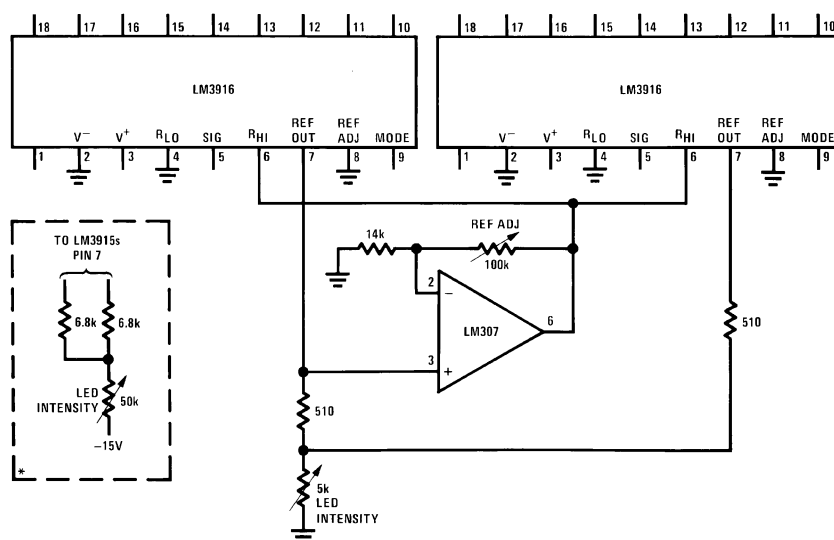 18 17 16 15 14 13 12 11 10
LM3916
V− V+ RLO SIG RHI REF OUT REF ADJ MODE
1 2 3 4 5 6 7 8 9
18 17 16 15 14 13 12 11 10
LM3916
V− V+ RLO SIG RHI REF OUT REF ADJ MODE
1 2 3 4 5 6 7 8 9
TO LM3915s
PIN 7
6.8k 6.8k
LED
INTENSITY
50k
−15V
*
14k
REF ADJ
100k
2
−
LM307
6
3
+
510
510
5k
LED
INTENSITY